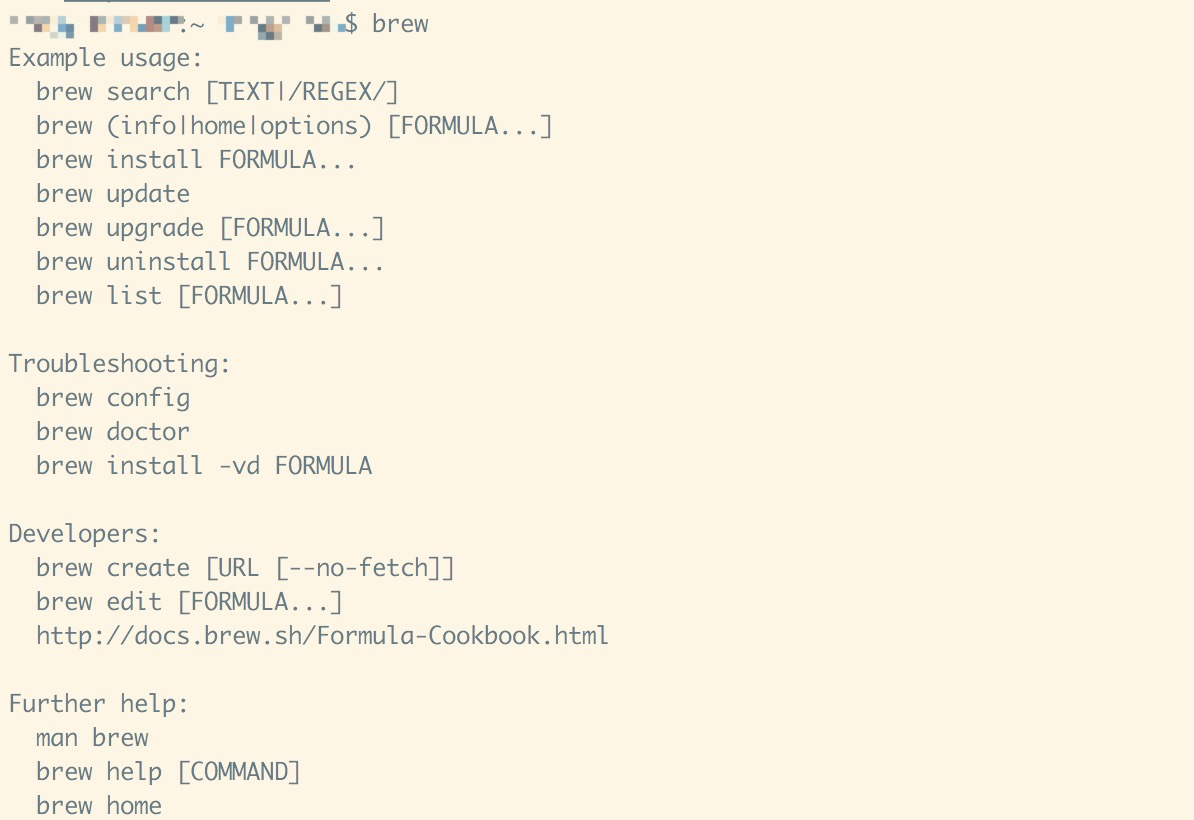 :~ $ brew
Example usage:
  brew search [TEXT|/REGEX/]
  brew (info|home|options) [FORMULA...]
  brew install FORMULA...
  brew update
  brew upgrade [FORMULA...]
  brew uninstall FORMULA...
  brew list [FORMULA...]

Troubleshooting:
  brew config
  brew doctor
  brew install -vd FORMULA

Developers:
  brew create [URL [--no-fetch]]
  brew edit [FORMULA...]
  http://docs.brew.sh/Formula-Cookbook.html

Further help:
  man brew
  brew help [COMMAND]
  brew home